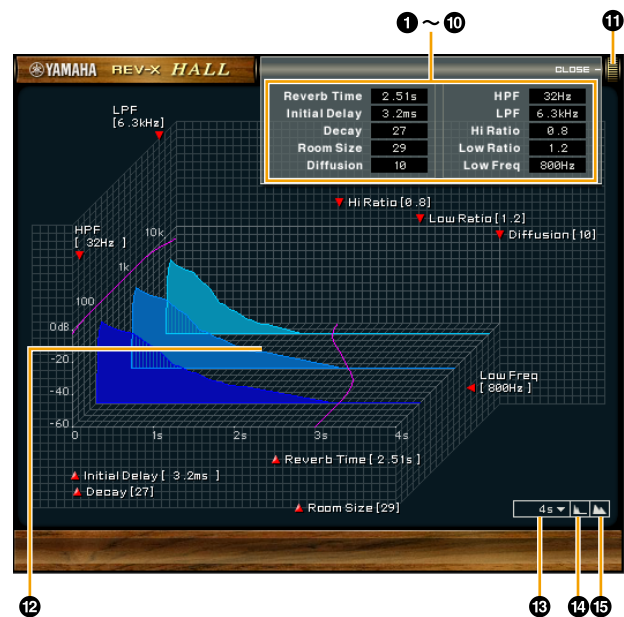 ❶～❿ ⓫
YAMAHA REV-X HALL CLOSE -
Reverb Time 2.51s HPF 32Hz
Initial Delay 3.2ms LPF 6.3kHz
Decay 27 Hi Ratio 0.8
Room Size 29 Low Ratio 1.2
Diffusion 10 Low Freq 800Hz
LPF
[6.3kHz]
Hi Ratio [0.8]
Low Ratio [1.2]
Diffusion [10]
HPF
[ 32Hz ]
10k
1k
100
0dB
-20
-40
-60
0 1s 2s 3s 4s
Low Freq
[ 800Hz ]
Reverb Time [ 2.51s ]
Initial Delay [ 3.2ms ]
Decay [27]
Room Size [29]
4s
⓬ ⓭ ⓮ ⓯